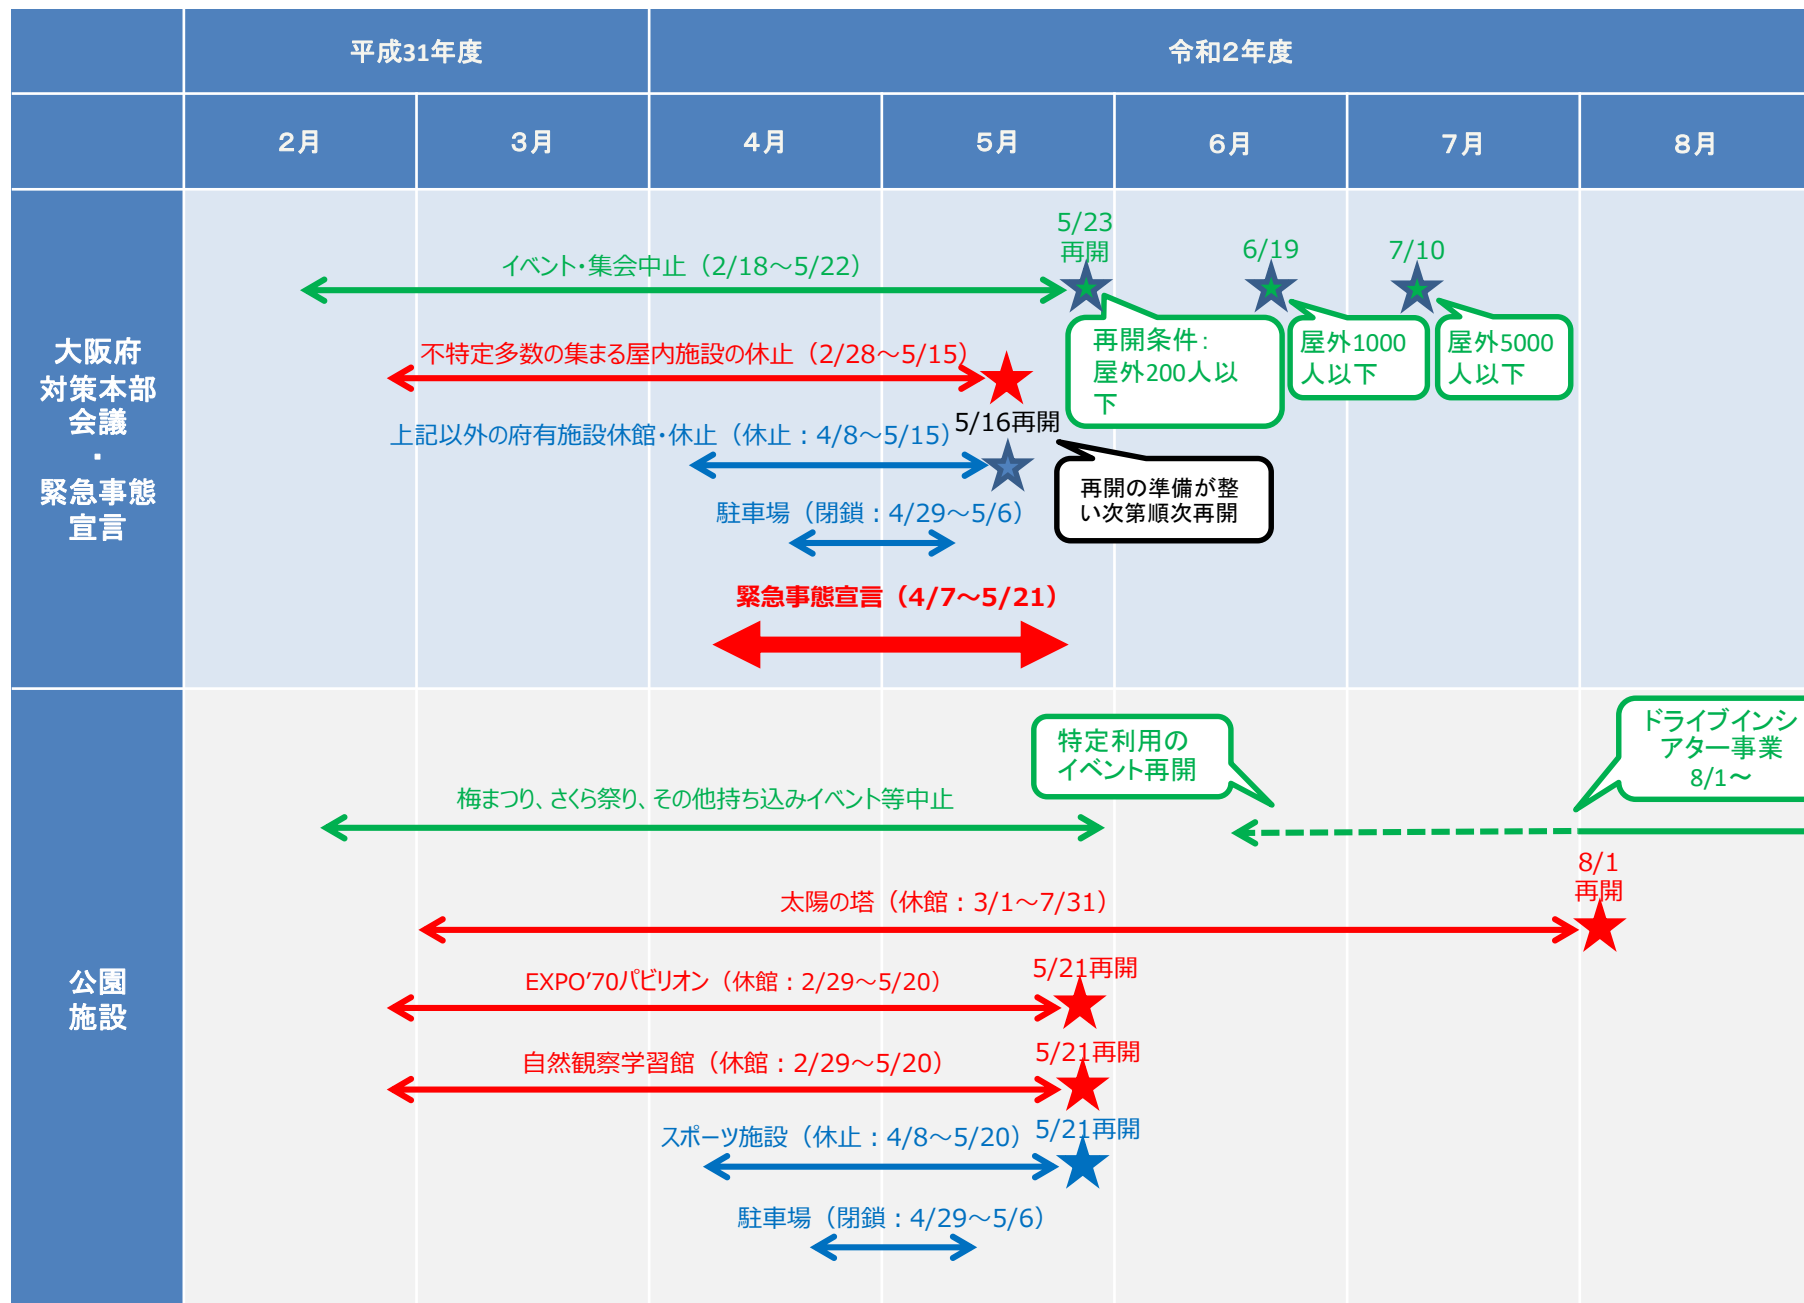 平成31年度
令和2年度
2月
3月
4月
5月
6月
7月
8月
大阪府
対策本部
会議
・
緊急事態
宣言
イベント・集会中止（2/18～5/22）
5/23
再開
6/19
7/10
再開条件：
屋外200人以
下
屋外1000
人以下
屋外5000
人以下
不特定多数の集まる屋内施設の休止（2/28～5/15）
5/16再開
上記以外の府有施設休館・休止（休止：4/8～5/15）
再開の準備が整
い次第順次再開
駐車場（閉鎖：4/29～5/6）
緊急事態宣言（4/7～5/21）
公園
施設
特定利用の
イベント再開
ドライブインシ
アター事業
8/1～
梅まつり、さくら祭り、その他持ち込みイベント等中止
太陽の塔（休館：3/1～7/31）
8/1
再開
EXPO'70パビリオン（休館：2/29～5/20）
5/21再開
自然観察学習館（休館：2/29～5/20）
5/21再開
スポーツ施設（休止：4/8～5/20）
5/21再開
駐車場（閉鎖：4/29～5/6）